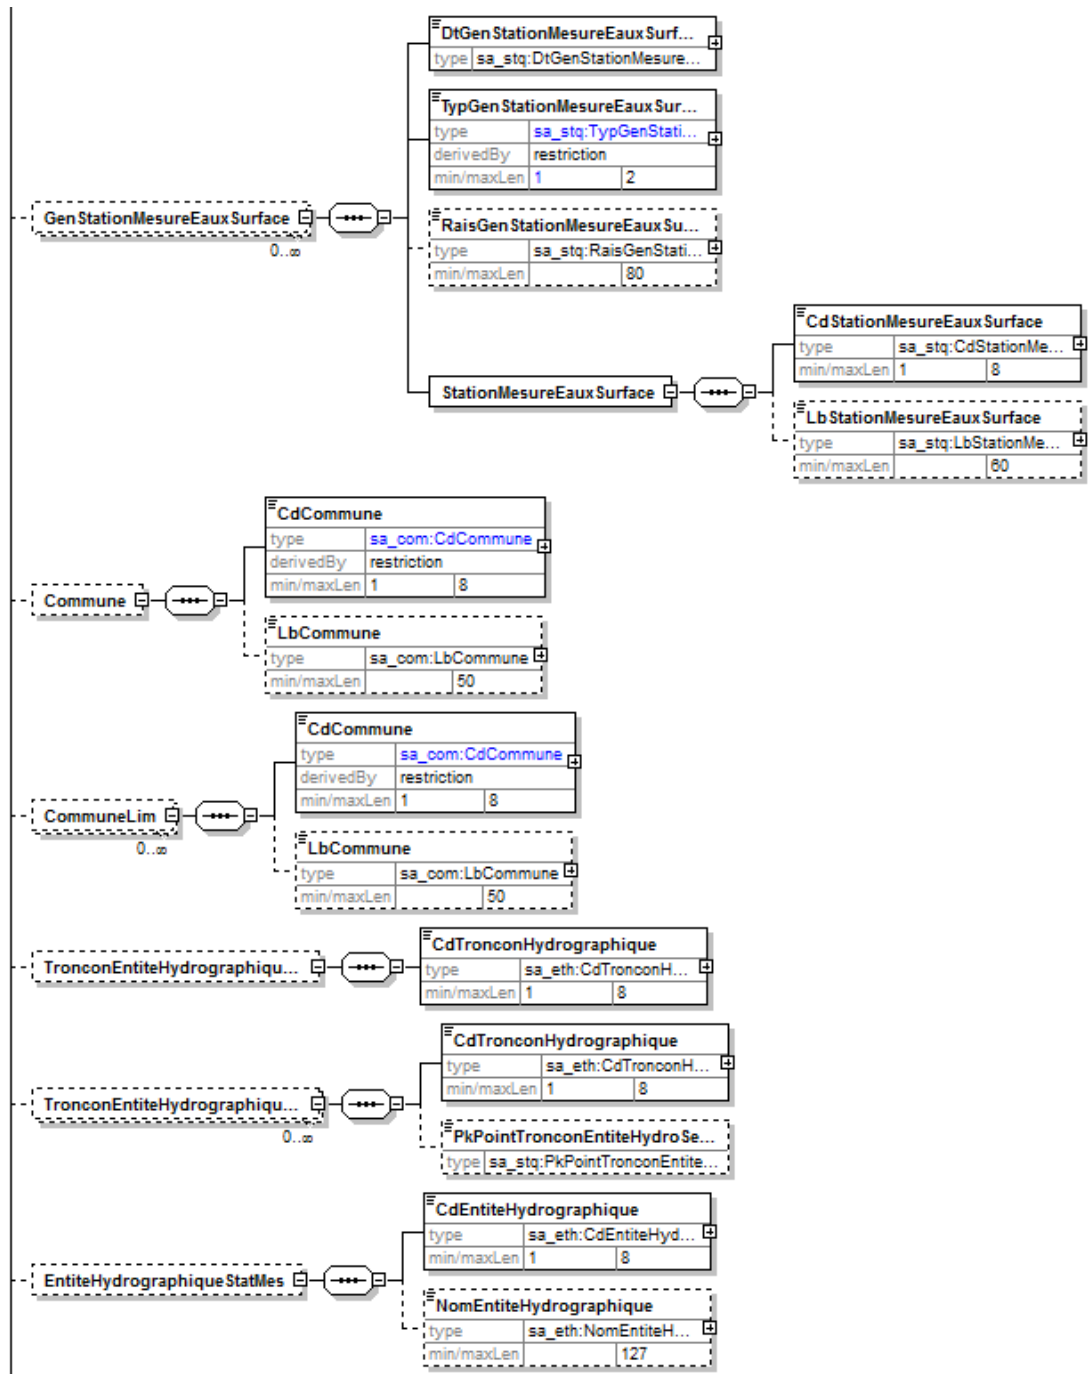 DtGenStationMesureEauxSurf...
type sa_stq:DtGenStationMesure...
TypGenStationMesureEauxSur...
type sa_stq:TypGenStati...
derivedBy restriction
min/maxLen 1 2
GenStationMesureEauxSurface
0..∞
RaisGenStationMesureEauxSu...
type sa_stq:RaisGenStati...
min/maxLen 80
CdStationMesureEauxSurface
type sa_stq:CdStationMe...
min/maxLen 1 8
StationMesureEauxSurface
LbStationMesureEauxSurface
type sa_stq:LbStationMe...
min/maxLen 60
CdCommune
type sa_com:CdCommune
derivedBy restriction
min/maxLen 1 8
Commune
LbCommune
type sa_com:LbCommune
min/maxLen 50
CdCommune
type sa_com:CdCommune
derivedBy restriction
min/maxLen 1 8
CommuneLim
0..∞
LbCommune
type sa_com:LbCommune
min/maxLen 50
CdTronconHydrographique
TronconEntiteHydrographiqu...
type sa_eth:CdTronconH...
min/maxLen 1 8
CdTronconHydrographique
type sa_eth:CdTronconH...
min/maxLen 1 8
TronconEntiteHydrographiqu...
0..∞
PkPointTronconEntiteHydroSe...
type sa_stq:PkPointTronconEntite...
CdEntiteHydrographique
type sa_eth:CdEntiteHyd...
min/maxLen 1 8
EntiteHydrographiqueStatMes
NomEntiteHydrographique
type sa_eth:NomEntiteH...
min/maxLen 127